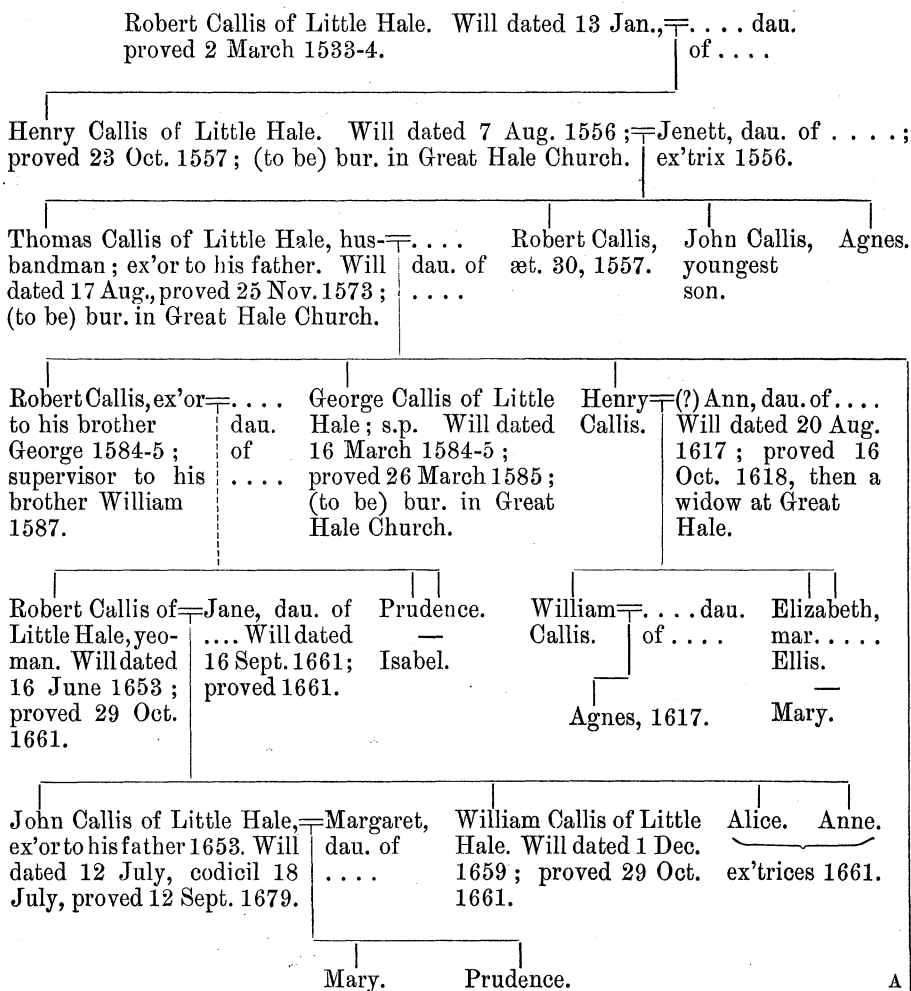 Robert Callis of Little Hale. Will dated 13 Jan., . . . . dau.
proved 2 March 1533-4. of . . . .
Henry Callis of Little Hale. Will dated 7 Aug. 1556 ;
proved 23 Oct. 1557 ; (to be) bur. in Great Hale Church.
Jenett, dau. of . . . . ;
ex'trix 1556.
Thomas Callis of Little Hale, hus-
bandman ; ex'or to his father. Will
dated 17 Aug., proved 25 Nov. 1573 ;
(to be) bur. in Great Hale Church.
. . . .
dau. of
. . . .
Robert Callis,
æt. 30, 1557.
John Callis,
youngest
son.
Agnes.
Robert Callis, ex'or
to his brother
George 1584-5 ;
supervisor to his
brother William
1587.
. . . .
dau.
of
. . . .
George Callis of Little
Hale ; s.p. Will dated
16 March 1584-5 ;
proved 26 March 1585 ;
(to be) bur. in Great
Hale Church.
Henry
Callis.
(?) Ann, dau. of . . . .
Will dated 20 Aug.
1617 ; proved 16
Oct. 1618, then a
widow at Great
Hale.
Robert Callis of
Little Hale, yeo-
man. Will dated
16 June 1653 ;
proved 29 Oct.
1661.
Jane, dau. of
. . . . Will dated
16 Sept. 1661 ;
proved 1661.
Prudence.
—
Isabel.
William
Callis.
. . . . dau.
of . . . .
Agnes, 1617.
Elizabeth,
mar. . . . .
Ellis.
—
Mary.
John Callis of Little Hale,
ex'or to his father 1653. Will
dated 12 July, codicil 18
July, proved 12 Sept. 1679.
Margaret,
dau. of
. . . .
William Callis of Little
Hale. Will dated 1 Dec.
1659 ; proved 29 Oct.
1661.
Alice. Anne.
ex'trices 1661.
Mary. Prudence.
A